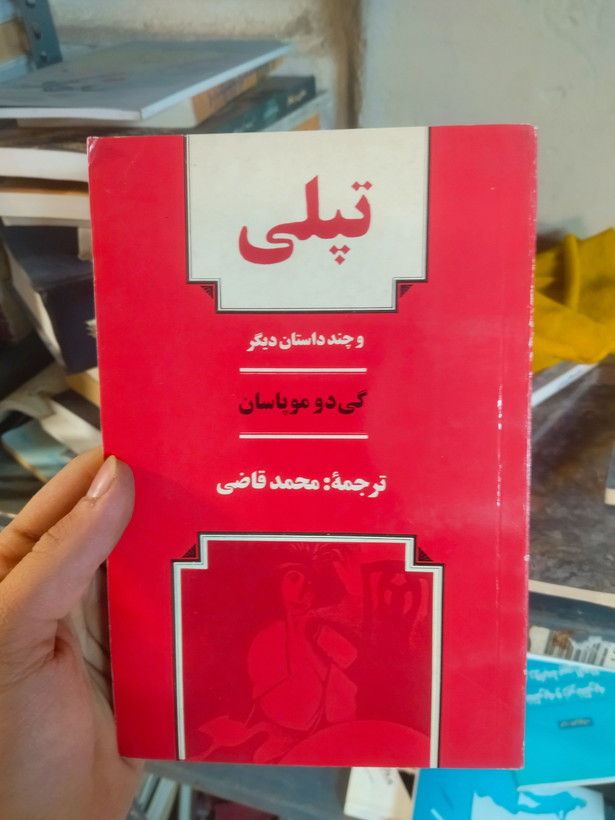 تپلی
و چند داستان دیگر
گی دو موپاسان
ترجمهٔ: محمد قاضی